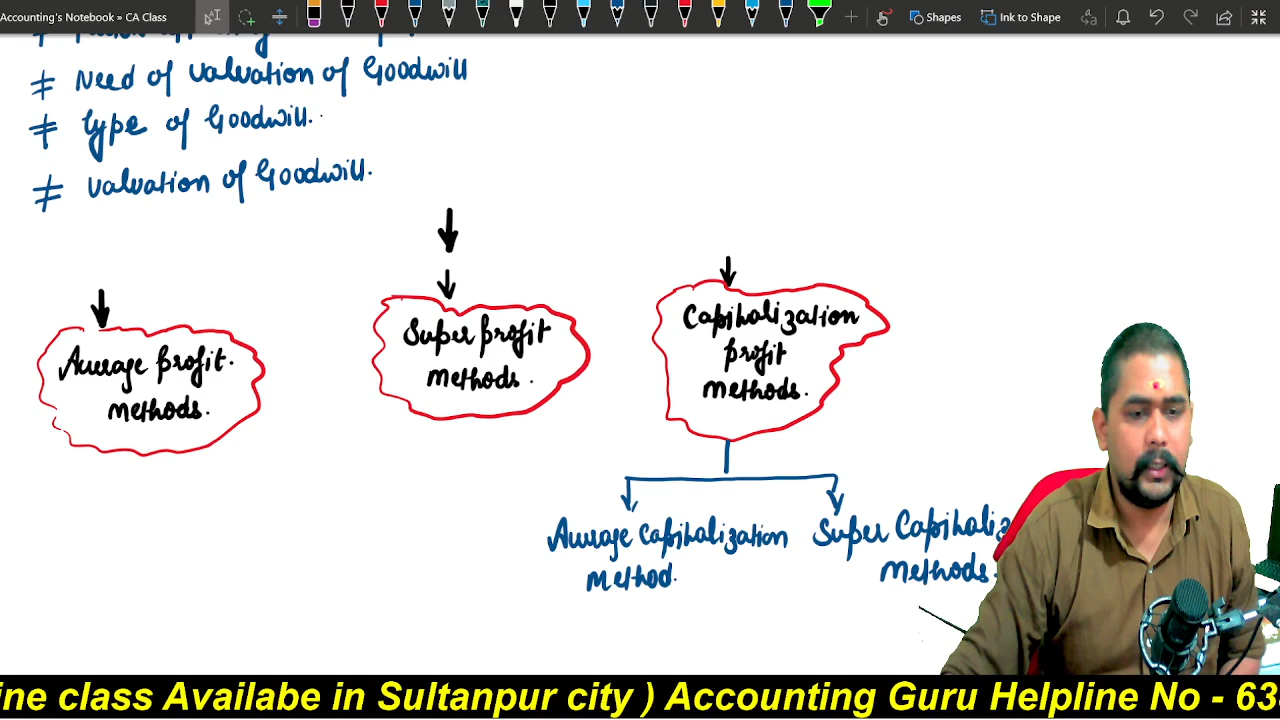 Accounting's Notebook » CA Class
Shapes
Ink to Shape
≠ Need of valuation of Goodwill
≠ Type of Goodwill.
≠ valuation of Goodwill.
Average profit.
methods.
Super profit
methods.
Capitalization
profit
methods.
Average Capitalization
Method.
Super Capitaliz
Methods.
ine class Availabe in Sultanpur city ) Accounting Guru Helpline No - 63